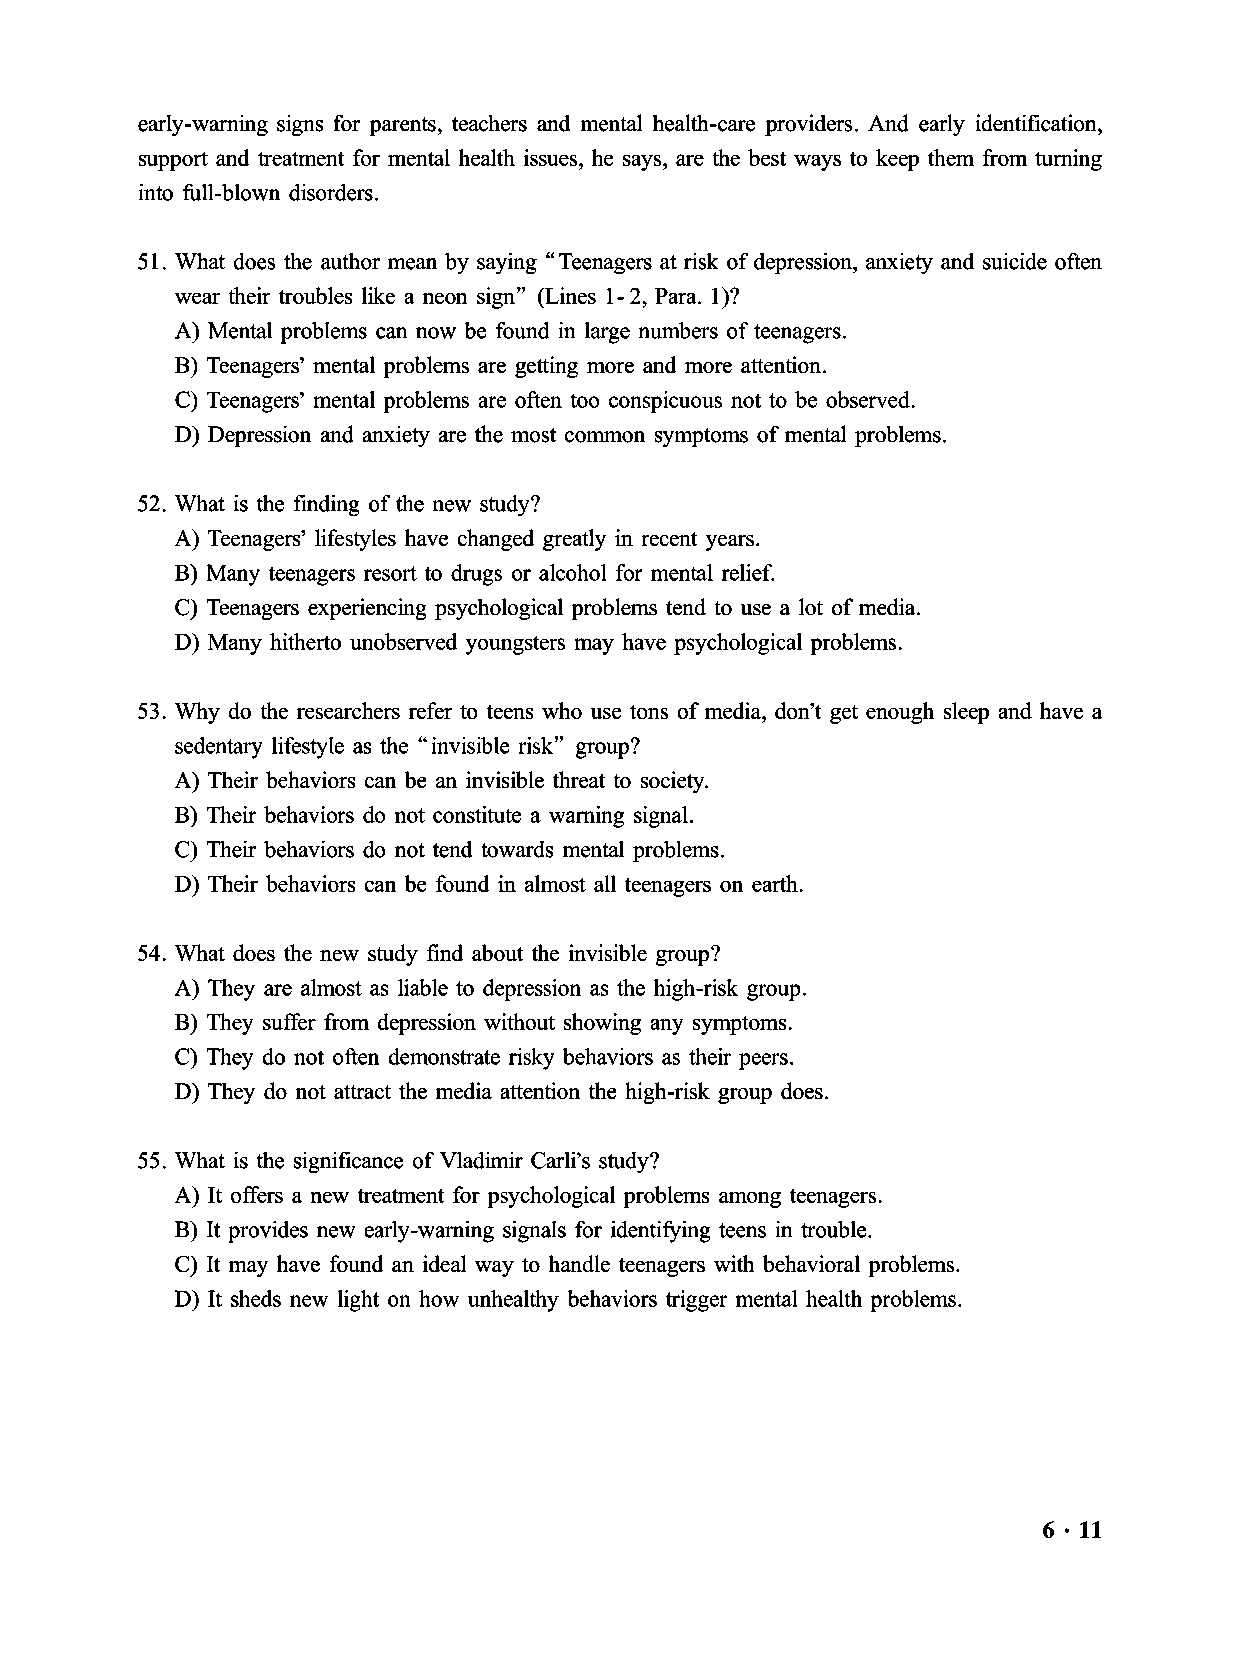 early-warning signs for parents, teachers and mental health-care providers. And early identification,
support and treatment for mental health issues, he says, are the best ways to keep them from turning
into full-blown disorders.
51. What does the author mean by saying “Teenagers at risk of depression, anxiety and suicide often
wear their troubles like a neon sign” (Lines 1-2, Para. 1)?
A) Mental problems can now be found in large numbers of teenagers.
B) Teenagers’ mental problems are getting more and more attention.
C) Teenagers’ mental problems are often too conspicuous not to be observed.
D) Depression and anxiety are the most common symptoms of mental problems.
52. What is the finding of the new study?
A) Teenagers’ lifestyles have changed greatly in recent years.
B) Many teenagers resort to drugs or alcohol for mental relief.
C) Teenagers experiencing psychological problems tend to use a lot of media.
D) Many hitherto unobserved youngsters may have psychological problems.
53. Why do the researchers refer to teens who use tons of media, don’t get enough sleep and have a
sedentary lifestyle as the “invisible risk” group?
A) Their behaviors can be an invisible threat to society.
B) Their behaviors do not constitute a warning signal.
C) Their behaviors do not tend towards mental problems.
D) Their behaviors can be found in almost all teenagers on earth.
54. What does the new study find about the invisible group?
A) They are almost as liable to depression as the high-risk group.
B) They suffer from depression without showing any symptoms.
C) They do not often demonstrate risky behaviors as their peers.
D) They do not attract the media attention the high-risk group does.
55. What is the significance of Vladimir Carli’s study?
A) It offers a new treatment for psychological problems among teenagers.
B) It provides new early-warning signals for identifying teens in trouble.
C) It may have found an ideal way to handle teenagers with behavioral problems.
D) It sheds new light on how unhealthy behaviors trigger mental health problems.
6 · 11